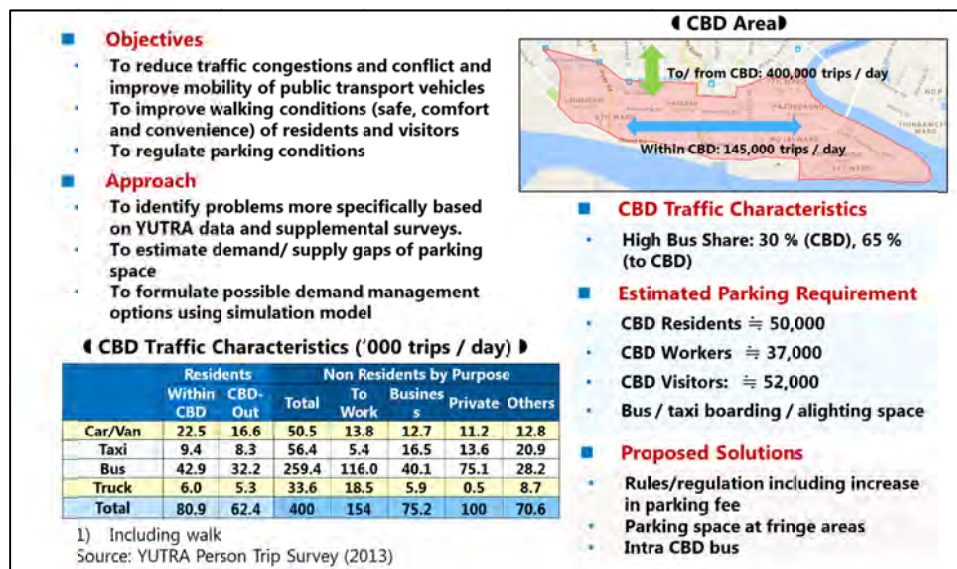 Objectives
To reduce traffic congestions and conflict and
improve mobility of public transport vehicles
To improve walking conditions (safe, comfort
and convenience) of residents and visitors
To regulate parking conditions
Approach
To identify problems more specifically based
on YUTRA data and supplemental surveys.
To estimate demand/ supply gaps of parking
space
To formulate possible demand management
options using simulation model
CBD Traffic Characteristics ('000 trips / day)
Residents Non Residents by Purpose
Within CBD CBD-Out Total To Work Business Private Others
Car/Van 22.5 16.6 50.5 13.8 12.7 11.2 12.8
Taxi 9.4 8.3 56.4 5.4 16.5 13.6 20.9
Bus 42.9 32.2 259.4 116.0 40.1 75.1 28.2
Truck 6.0 5.3 33.6 18.5 5.9 0.5 8.7
Total 80.9 62.4 400 154 75.2 100 70.6
1) Including walk
Source: YUTRA Person Trip Survey (2013)
CBD Area
To/ from CBD: 400,000 trips / day
Within CBD: 145,000 trips / day
CBD Traffic Characteristics
High Bus Share: 30 % (CBD), 65 %
(to CBD)
Estimated Parking Requirement
CBD Residents ≒ 50,000
CBD Workers ≒ 37,000
CBD Visitors: ≒ 52,000
Bus / taxi boarding / alighting space
Proposed Solutions
Rules/regulation including increase
in parking fee
Parking space at fringe areas
Intra CBD bus